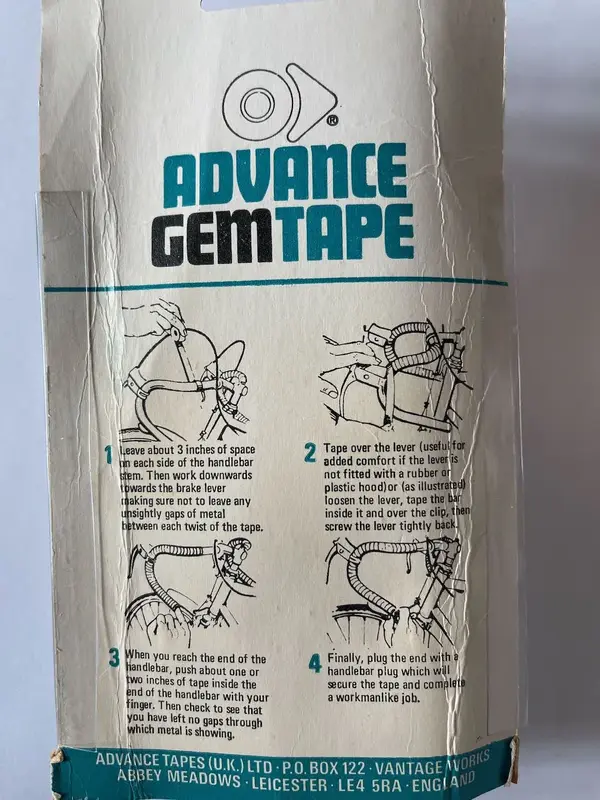 ®
ADVANCE
GEMTAPE
1 Leave about 3 inches of space
on each side of the handlebar
stem. Then work downwards
towards the brake lever
making sure not to leave any
unsightly gaps of metal
between each twist of the tape.
2 Tape over the lever (useful for
added comfort if the lever is
not fitted with a rubber or
plastic hood) or (as illustrated)
loosen the lever, tape the bar
inside it and over the clip, then
screw the lever tightly back.
3 When you reach the end of the
handlebar, push about one or
two inches of tape inside the
end of the handlebar with your
finger. Then check to see that
you have left no gaps through
which metal is showing.
4 Finally, plug the end with a
handlebar plug which will
secure the tape and complete
a workmanlike job.
ADVANCE TAPES (U.K.) LTD · P.O. BOX 122 · VANTAGE WORKS
ABBEY MEADOWS · LEICESTER · LE4 5RA · ENGLAND